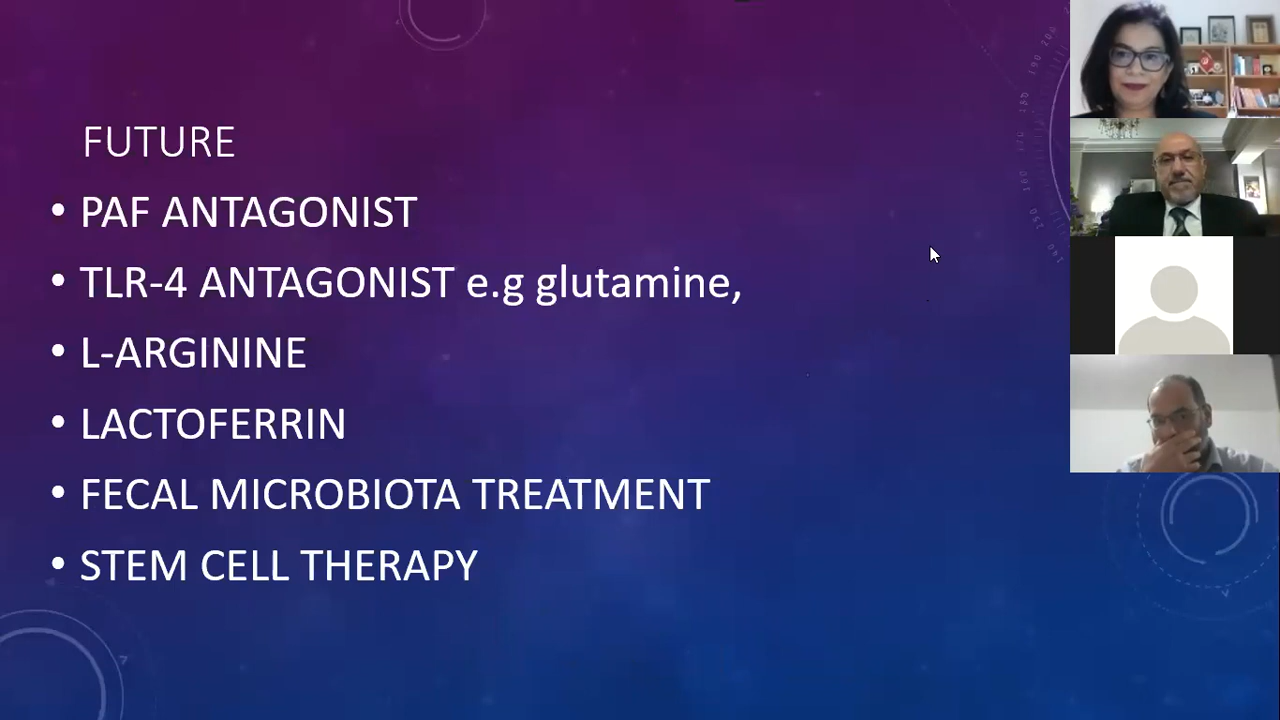 FUTURE
• PAF ANTAGONIST
• TLR-4 ANTAGONIST e.g glutamine,
• L-ARGININE
• LACTOFERRIN
• FECAL MICROBIOTA TREATMENT
• STEM CELL THERAPY